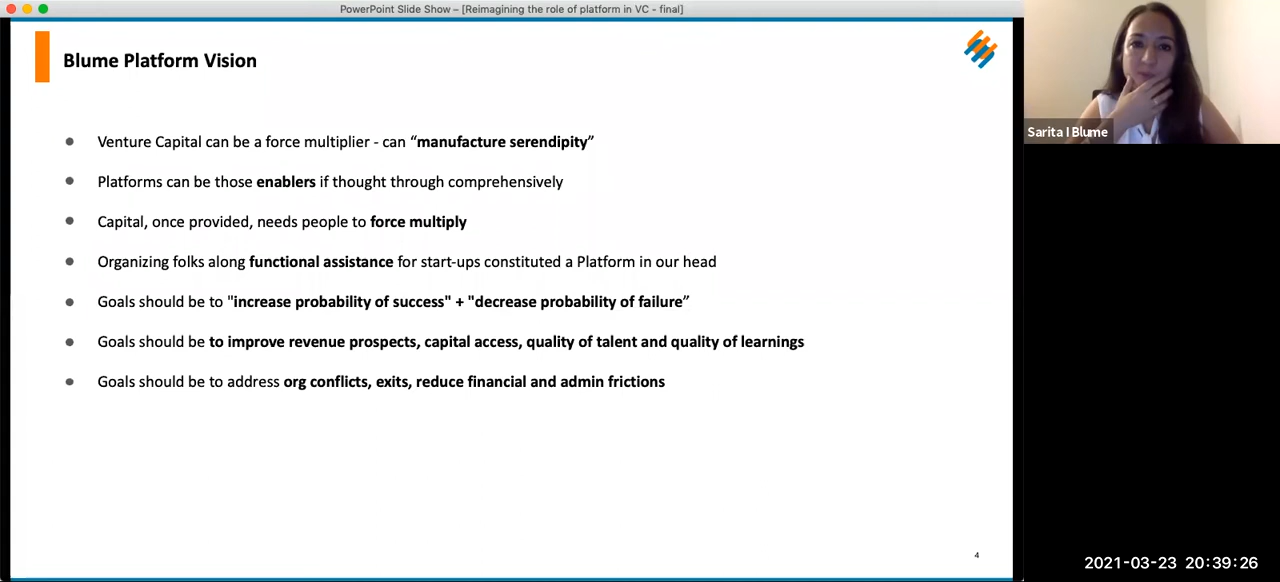 PowerPoint Slide Show – [Reimagining the role of platform in VC - final]
Blume Platform Vision
Venture Capital can be a force multiplier - can “manufacture serendipity”
Platforms can be those enablers if thought through comprehensively
Capital, once provided, needs people to force multiply
Organizing folks along functional assistance for start-ups constituted a Platform in our head
Goals should be to "increase probability of success" + "decrease probability of failure”
Goals should be to improve revenue prospects, capital access, quality of talent and quality of learnings
Goals should be to address org conflicts, exits, reduce financial and admin frictions
4
Sarita I Blume
2021-03-23 20:39:26